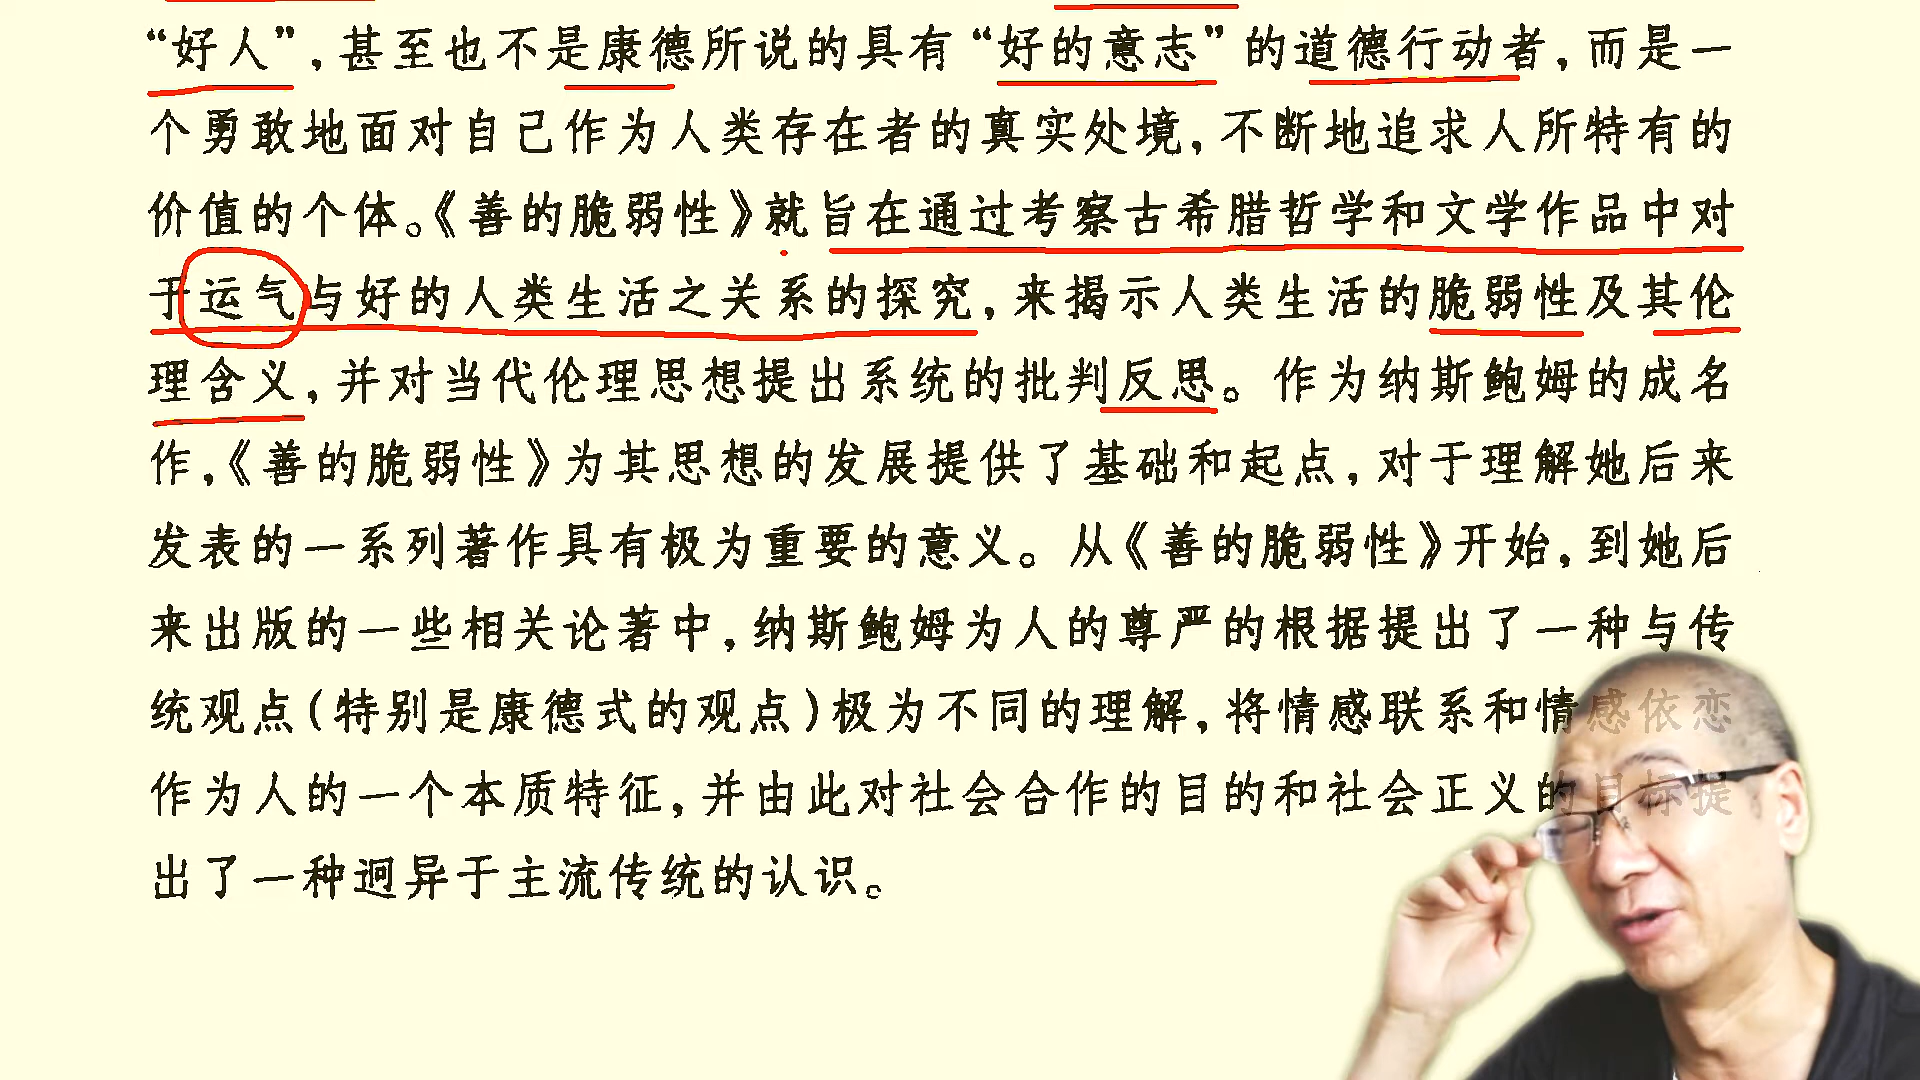 “好人”,甚至也不是康德所说的具有“好的意志”的道德行动者,而是一
个勇敢地面对自己作为人类存在者的真实处境,不断地追求人所特有的
价值的个体。《善的脆弱性》就旨在通过考察古希腊哲学和文学作品中对
于运气与好的人类生活之关系的探究,来揭示人类生活的脆弱性及其伦
理含义,并对当代伦理思想提出系统的批判反思。作为纳斯鲍姆的成名
作,《善的脆弱性》为其思想的发展提供了基础和起点,对于理解她后来
发表的一系列著作具有极为重要的意义。从《善的脆弱性》开始,到她后
来出版的一些相关论著中,纳斯鲍姆为人的尊严的根据提出了一种与传
统观点(特别是康德式的观点)极为不同的理解,将情感联系和情感依恋
作为人的一个本质特征,并由此对社会合作的目的和社会正义的目标提
出了一种迥异于主流传统的认识。